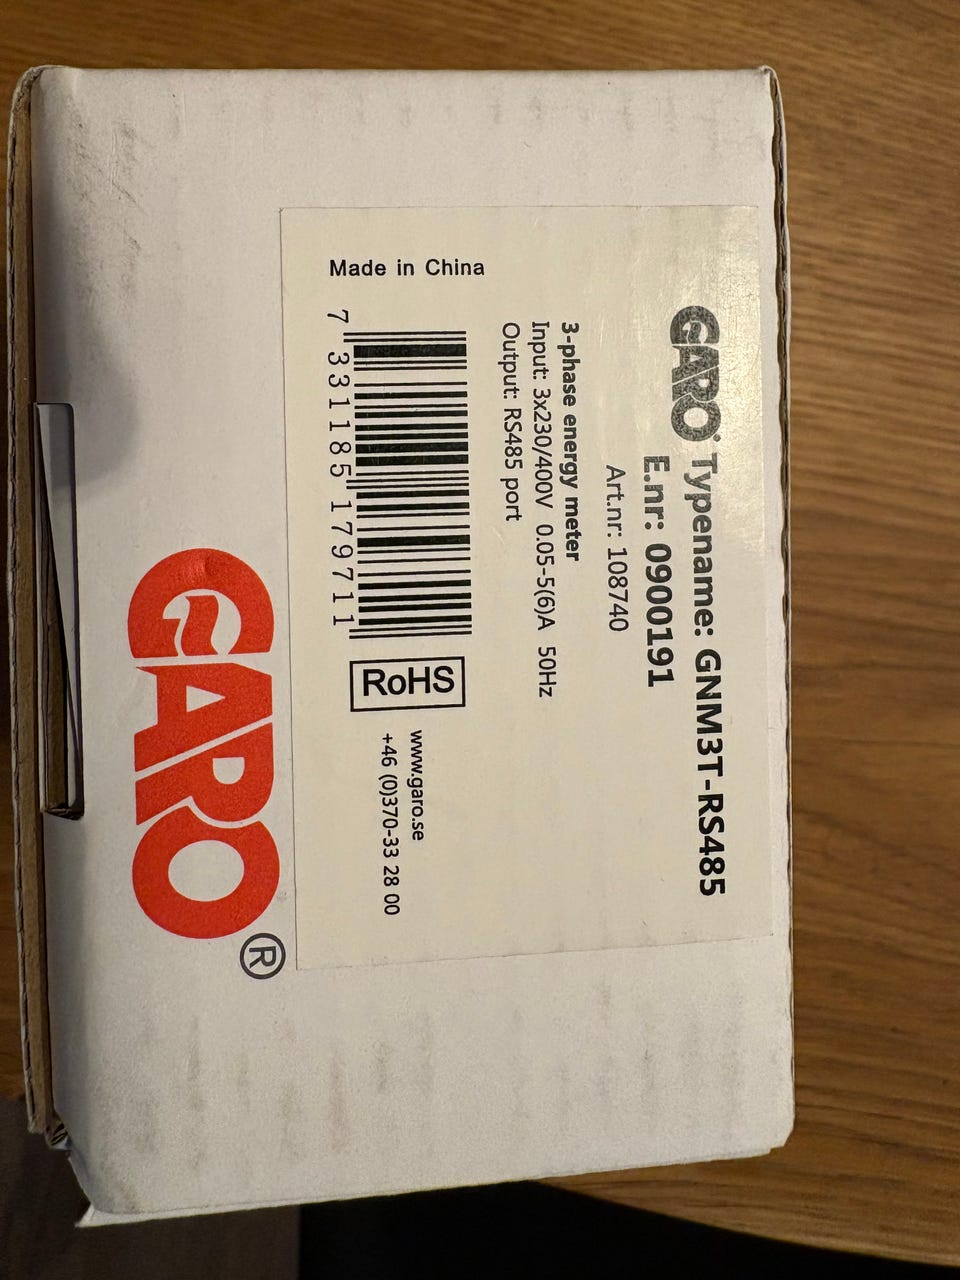 GARO® Typename: GNM3T-RS485
E.nr: 0900191
Art.nr: 108740
3-phase energy meter
Input: 3x230/400V 0.05-5(6)A 50Hz
Output: RS485 port
Made in China
7 331185 179711
RoHS
www.garo.se
+46 (0)370-33 28 00
GARO®